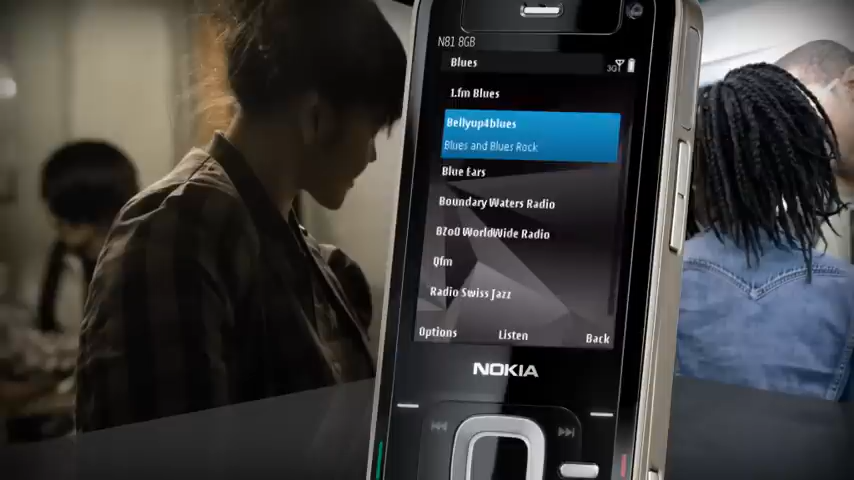 N81 8GB
Blues
3G
1.fm Blues
Bellyup4blues
Blues and Blues Rock
Blue Ears
Boundary Waters Radio
BZoO WorldWide Radio
Qfm
Radio Swiss Jazz
Options Listen Back
NOKIA